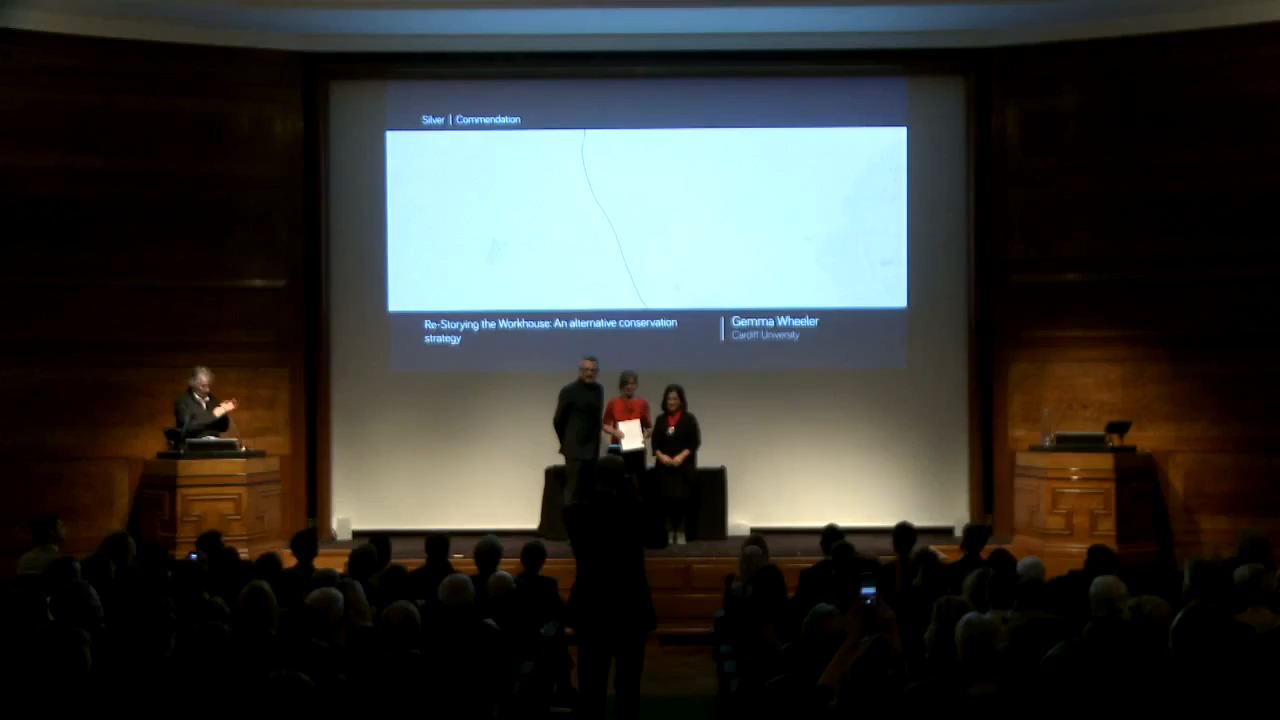 Silver | Commendation
Re-Storying the Workhouse: An alternative conservation
strategy
Gemma Wheeler
Cardiff University